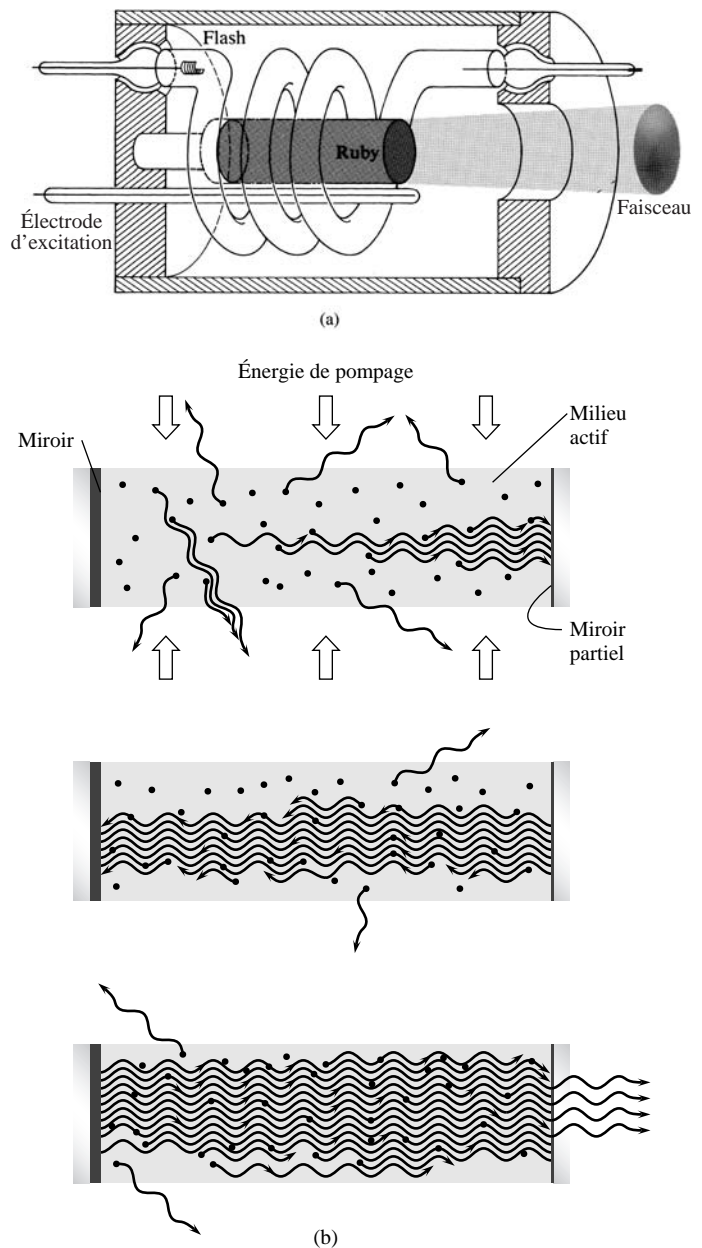 Flash
Ruby
Électrode
d'excitation
Faisceau
(a)
Énergie de pompage
Miroir
Milieu
actif
Miroir
partiel
(b)